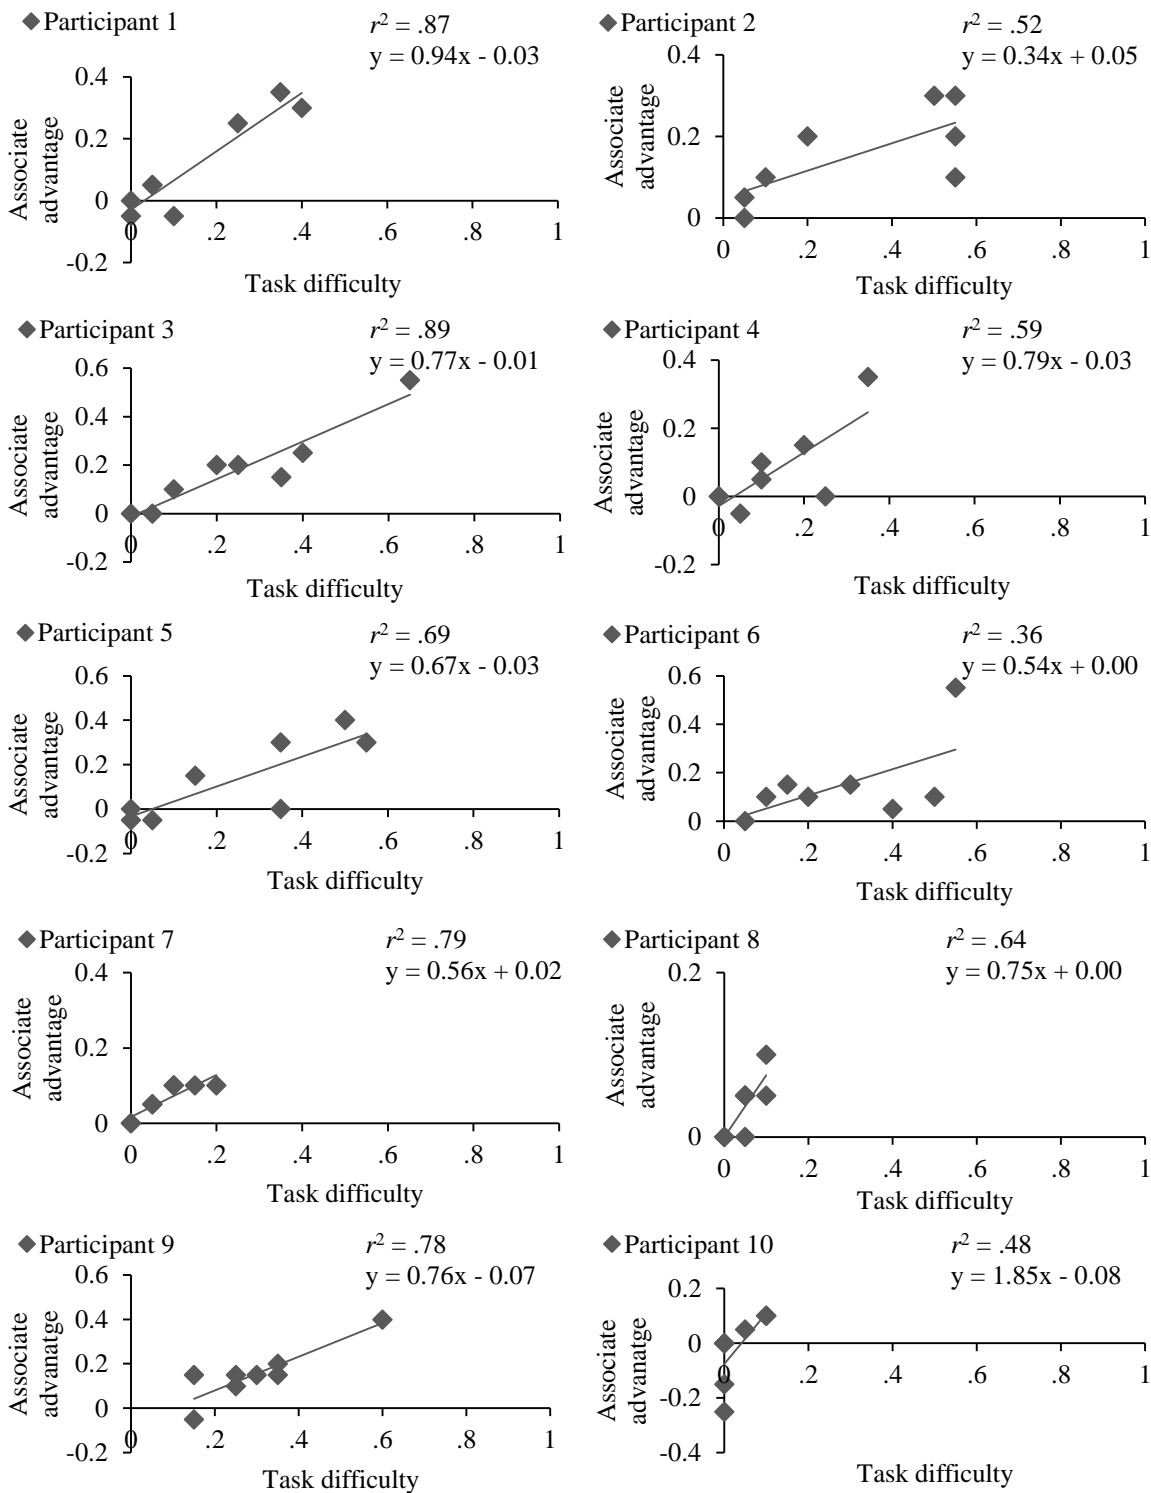 Participant 1
r² = .87
y = 0.94x - 0.03
0.4
0.2
0
-0.2
Associate
advantage
0 .2 .4 .6 .8 1
Task difficulty
Participant 2
r² = .52
y = 0.34x + 0.05
0.4
0.2
0
Associate
advantage
0 .2 .4 .6 .8 1
Task difficulty
Participant 3
r² = .89
y = 0.77x - 0.01
0.6
0.4
0.2
0
-0.2
Associate
advantage
0 .2 .4 .6 .8 1
Task difficulty
Participant 4
r² = .59
y = 0.79x - 0.03
0.4
0.2
0
-0.2
Associate
advantage
0 .2 .4 .6 .8 1
Task difficulty
Participant 5
r² = .69
y = 0.67x - 0.03
0.6
0.4
0.2
0
-0.2
Associate
advantage
0 .2 .4 .6 .8 1
Task difficulty
Participant 6
r² = .36
y = 0.54x + 0.00
0.6
0.4
0.2
0
Associate
advantage
0 .2 .4 .6 .8 1
Task difficulty
Participant 7
r² = .79
y = 0.56x + 0.02
0.4
0.2
0
Associate
advantage
0 .2 .4 .6 .8 1
Task difficulty
Participant 8
r² = .64
y = 0.75x + 0.00
0.2
0
Associate
advantage
0 .2 .4 .6 .8 1
Task difficulty
Participant 9
r² = .78
y = 0.76x - 0.07
0.6
0.4
0.2
0
-0.2
Associate
advanatge
0 .2 .4 .6 .8 1
Task difficulty
Participant 10
r² = .48
y = 1.85x - 0.08
0.2
0
-0.2
-0.4
Associate
advanatge
0 .2 .4 .6 .8 1
Task difficulty